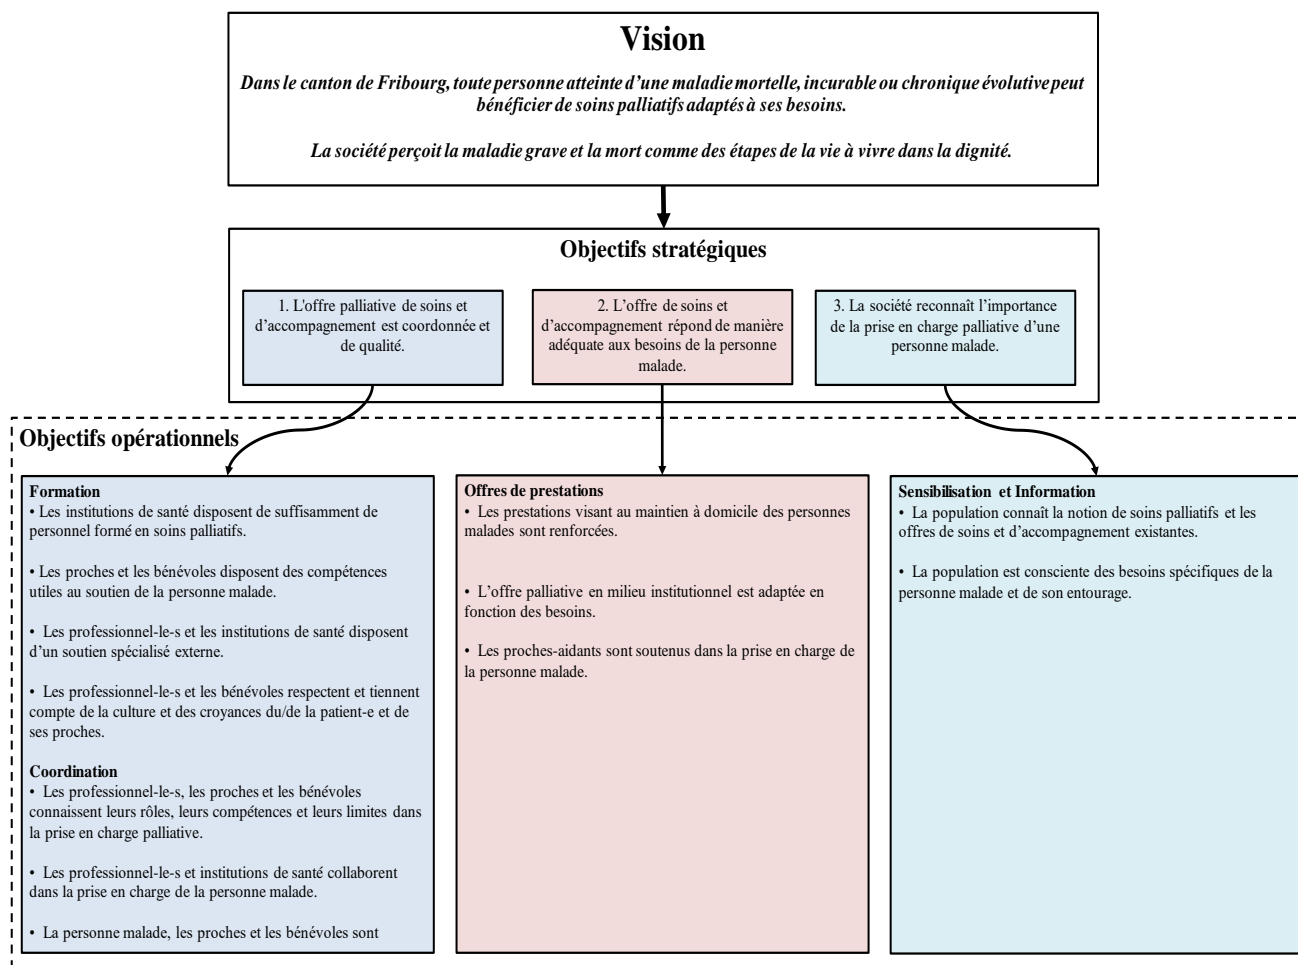 Vision
Dans le canton de Fribourg, toute personne atteinte d'une maladie mortelle, incurable ou chronique évolutive peut
bénéficier de soins palliatifs adaptés à ses besoins.
La société perçoit la maladie grave et la mort comme des étapes de la vie à vivre dans la dignité.
Objectifs stratégiques
1. L'offre palliative de soins et
d'accompagnement est coordonnée et
de qualité.
2. L'offre de soins et
d'accompagnement répond de manière
adéquate aux besoins de la personne
malade.
3. La société reconnaît l'importance
de la prise en charge palliative d'une
personne malade.
Objectifs opérationnels
Formation
• Les institutions de santé disposent de suffisamment de
personnel formé en soins palliatifs.
• Les proches et les bénévoles disposent des compétences
utiles au soutien de la personne malade.
• Les professionnel-le-s et les institutions de santé disposent
d'un soutien spécialisé externe.
• Les professionnel-le-s et les bénévoles respectent et tiennent
compte de la culture et des croyances du/de la patient-e et de
ses proches.
Coordination
• Les professionnel-le-s, les proches et les bénévoles
connaissent leurs rôles, leurs compétences et leurs limites dans
la prise en charge palliative.
• Les professionnel-le-s et institutions de santé collaborent
dans la prise en charge de la personne malade.
• La personne malade, les proches et les bénévoles sont
Offres de prestations
• Les prestations visant au maintien à domicile des personnes
malades sont renforcées.
• L'offre palliative en milieu institutionnel est adaptée en
fonction des besoins.
• Les proches-aidants sont soutenus dans la prise en charge de
la personne malade.
Sensibilisation et Information
• La population connaît la notion de soins palliatifs et les
offres de soins et d'accompagnement existantes.
• La population est consciente des besoins spécifiques de la
personne malade et de son entourage.